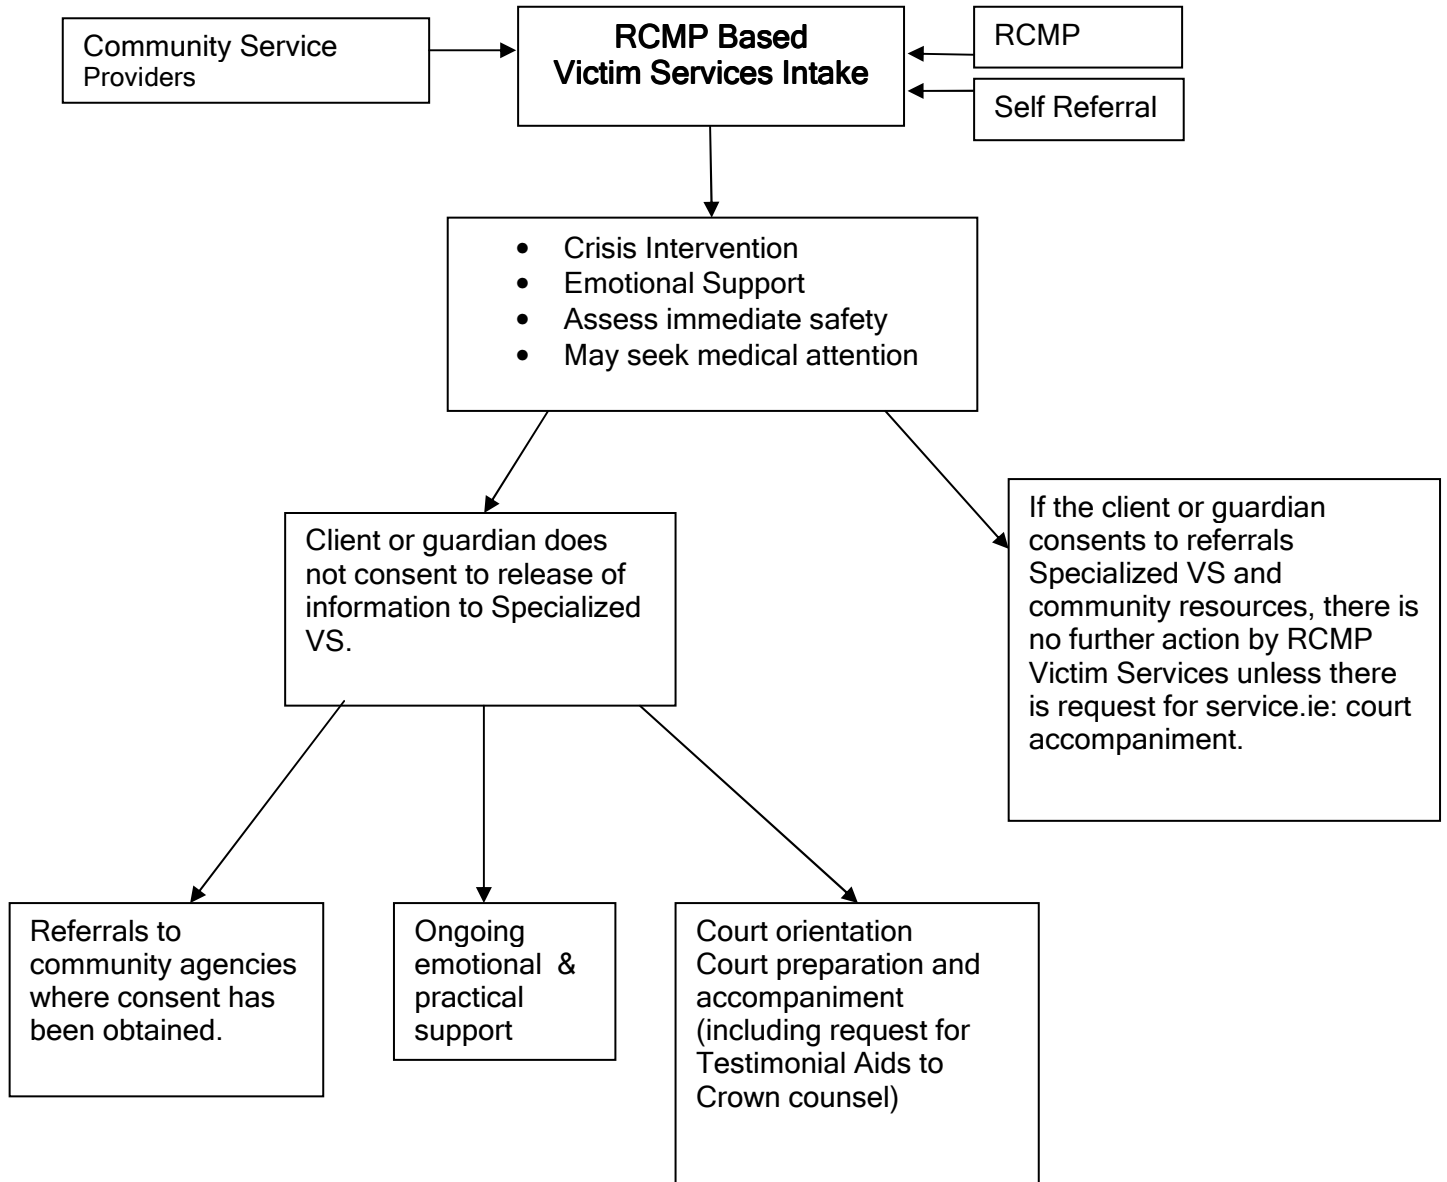 Community Service
Providers
RCMP Based
Victim Services Intake
RCMP
Self Referral
• Crisis Intervention
• Emotional Support
• Assess immediate safety
• May seek medical attention
Client or guardian does
not consent to release of
information to Specialized
VS.
If the client or guardian
consents to referrals
Specialized VS and
community resources, there is
no further action by RCMP
Victim Services unless there
is request for service.ie: court
accompaniment.
Referrals to
community agencies
where consent has
been obtained.
Ongoing
emotional & 
practical
support
Court orientation
Court preparation and
accompaniment
(including request for
Testimonial Aids to
Crown counsel)